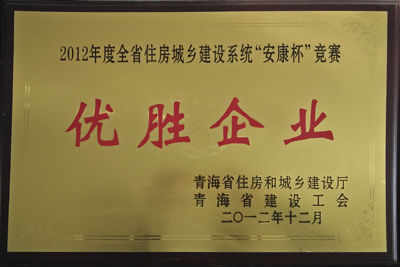 2012年度全省住房城乡建设系统“安康杯”竞赛
优胜企业
青海省住房和城乡建设厅
青海省建设工会
二〇一二年十二月